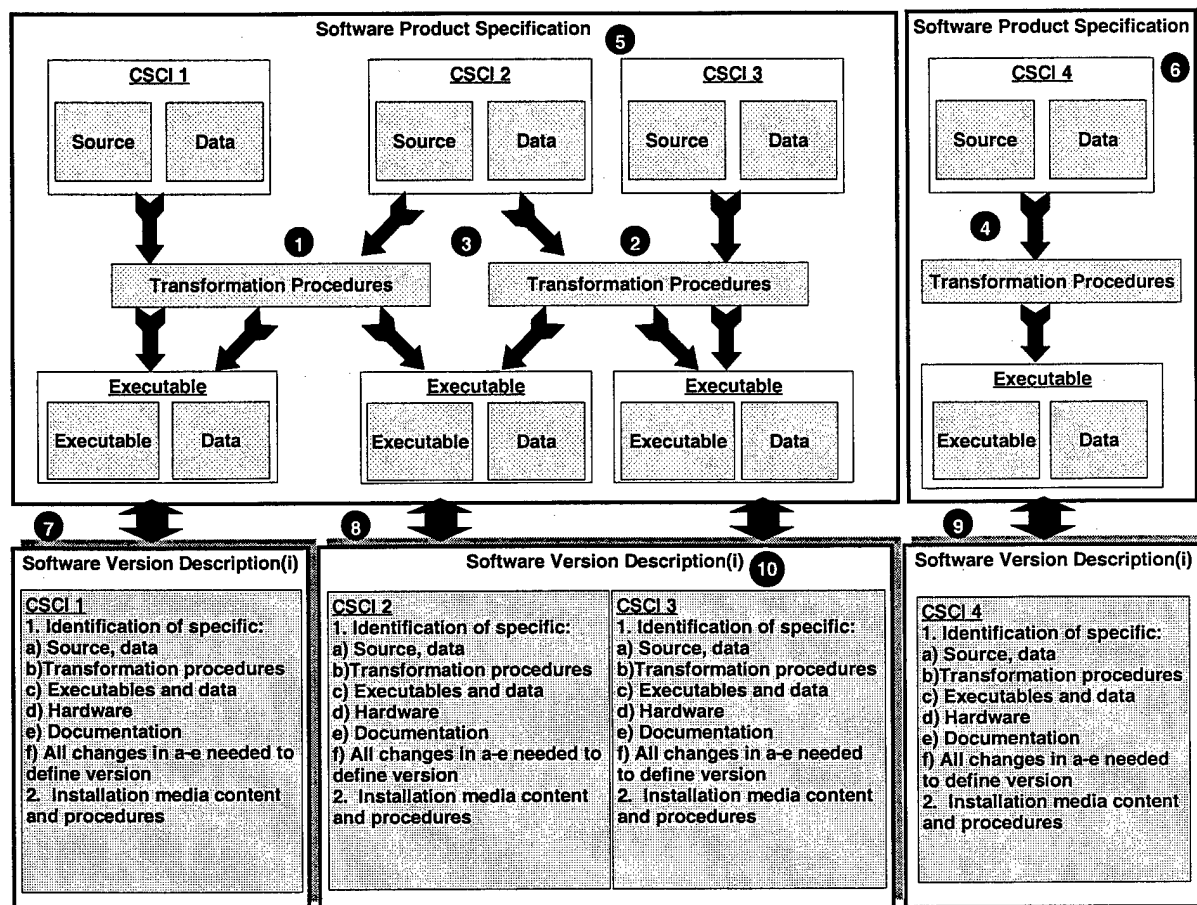 Software Product Specification
5
CSCI 1
Source
Data
CSCI 2
Source
Data
CSCI 3
Source
Data
1
3
2
Transformation Procedures
Transformation Procedures
Executable
Executable
Data
Executable
Executable
Data
Executable
Executable
Data
Software Product Specification
6
CSCI 4
Source
Data
4
Transformation Procedures
Executable
Executable
Data
7
Software Version Description(i)
CSCI 1
1. Identification of specific:
a) Source, data
b)Transformation procedures
c) Executables and data
d) Hardware
e) Documentation
f) All changes in a-e needed to
define version
2. Installation media content
and procedures
8
Software Version Description(i)
10
CSCI 2
1. Identification of specific:
a) Source, data
b)Transformation procedures
c) Executables and data
d) Hardware
e) Documentation
f) All changes in a-e needed to
define version
2. Installation media content
and procedures
CSCI 3
1. Identification of specific:
a) Source, data
b)Transformation procedures
c) Executables and data
d) Hardware
e) Documentation
f) All changes in a-e needed
to define version
2. Installation media content
and procedures
9
Software Version Description(i)
CSCI 4
1. Identification of specific:
a) Source, data
b)Transformation procedures
c) Executables and data
d) Hardware
e) Documentation
f) All changes in a-e needed
to define version
2. Installation media content
and procedures